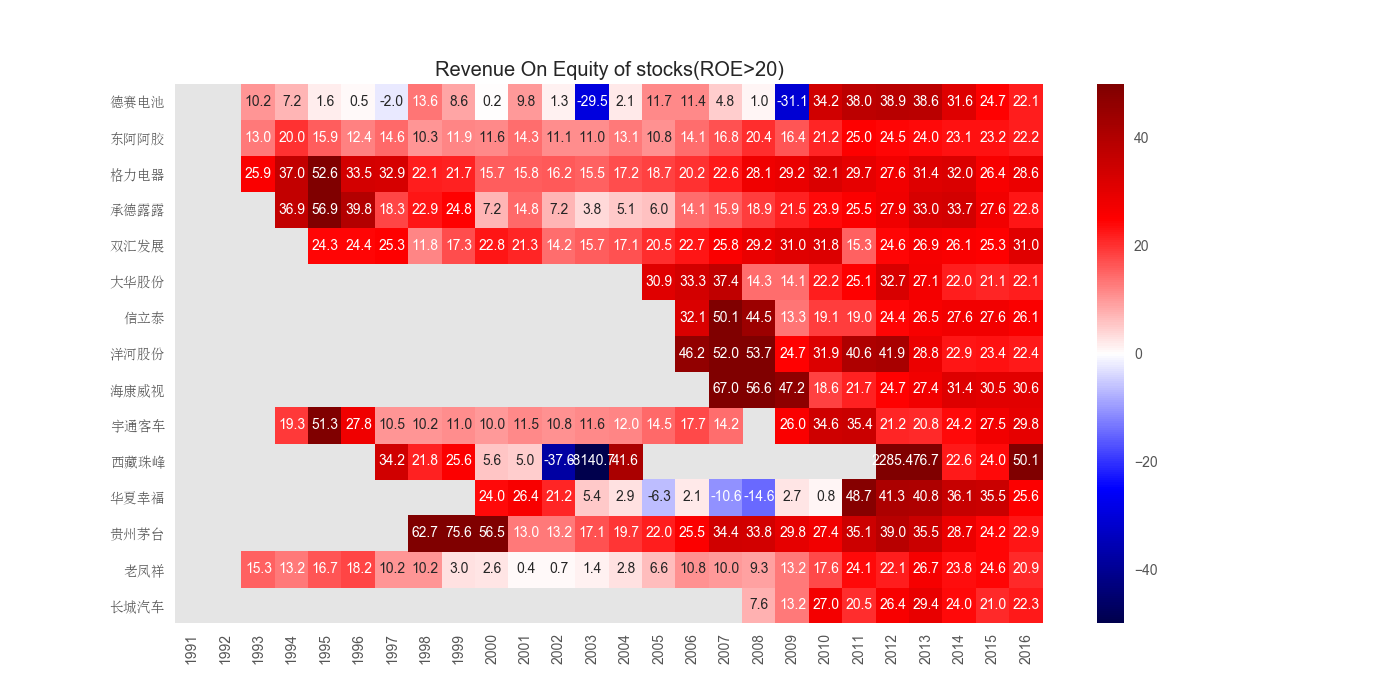 Revenue On Equity of stocks(ROE>20)
德赛电池 10.2 7.2 1.6 0.5 -2.0 13.6 8.6 0.2 9.8 1.3 -29.5 2.1 11.7 11.4 4.8 1.0 -31.1 34.2 38.0 38.9 38.6 31.6 24.7 22.1
东阿阿胶 13.0 20.0 15.9 12.4 14.6 10.3 11.9 11.6 14.3 11.1 11.0 13.1 10.8 14.1 16.8 20.4 16.4 21.2 25.0 24.5 24.0 23.1 23.2 22.2
格力电器 25.9 37.0 52.6 33.5 32.9 22.1 21.7 15.7 15.8 16.2 15.5 17.2 18.7 20.2 22.6 28.1 29.2 32.1 29.7 27.6 31.4 32.0 26.4 28.6
承德露露 36.9 56.9 39.8 18.3 22.9 24.8 7.2 14.8 7.2 3.8 5.1 6.0 14.1 15.9 18.9 21.5 23.9 25.5 27.9 33.0 33.7 27.6 22.8
双汇发展 24.3 24.4 25.3 11.8 17.3 22.8 21.3 14.2 15.7 17.1 20.5 22.7 25.8 29.2 31.0 31.8 15.3 24.6 26.9 26.1 25.3 31.0
大华股份 30.9 33.3 37.4 14.3 14.1 22.2 25.1 32.7 27.1 22.0 21.1 22.1
信立泰 32.1 50.1 44.5 13.3 19.1 19.0 24.4 26.5 27.6 27.6 26.1
洋河股份 46.2 52.0 53.7 24.7 31.9 40.6 41.9 28.8 22.9 23.4 22.4
海康威视 67.0 56.6 47.2 18.6 21.7 24.7 27.4 31.4 30.5 30.6
宇通客车 19.3 51.3 27.8 10.5 10.2 11.0 10.0 11.5 10.8 11.6 12.0 14.5 17.7 14.2 26.0 34.6 35.4 21.2 20.8 24.2 27.5 29.8
西藏珠峰 34.2 21.8 25.6 5.6 5.0 -37.6 41.6 2285.4 76.7 22.6 24.0 50.1
华夏幸福 24.0 26.4 21.2 5.4 2.9 -6.3 2.1 -10.6 -14.6 2.7 0.8 48.7 41.3 40.8 36.1 35.5 25.6
贵州茅台 62.7 75.6 56.5 13.0 13.2 17.1 19.7 22.0 25.5 34.4 33.8 29.8 27.4 35.1 39.0 35.5 28.7 24.2 22.9
老凤祥 15.3 13.2 16.7 18.2 10.2 10.2 3.0 2.6 0.4 0.7 1.4 2.8 6.6 10.8 10.0 9.3 13.2 17.6 24.1 22.1 26.7 23.8 24.6 20.9
长城汽车 7.6 13.2 27.0 20.5 26.4 29.4 24.0 21.0 22.3
1991 1992 1993 1994 1995 1996 1997 1998 1999 2000 2001 2002 2003 2004 2005 2006 2007 2008 2009 2010 2011 2012 2013 2014 2015 2016
40
20
0
−20
−40